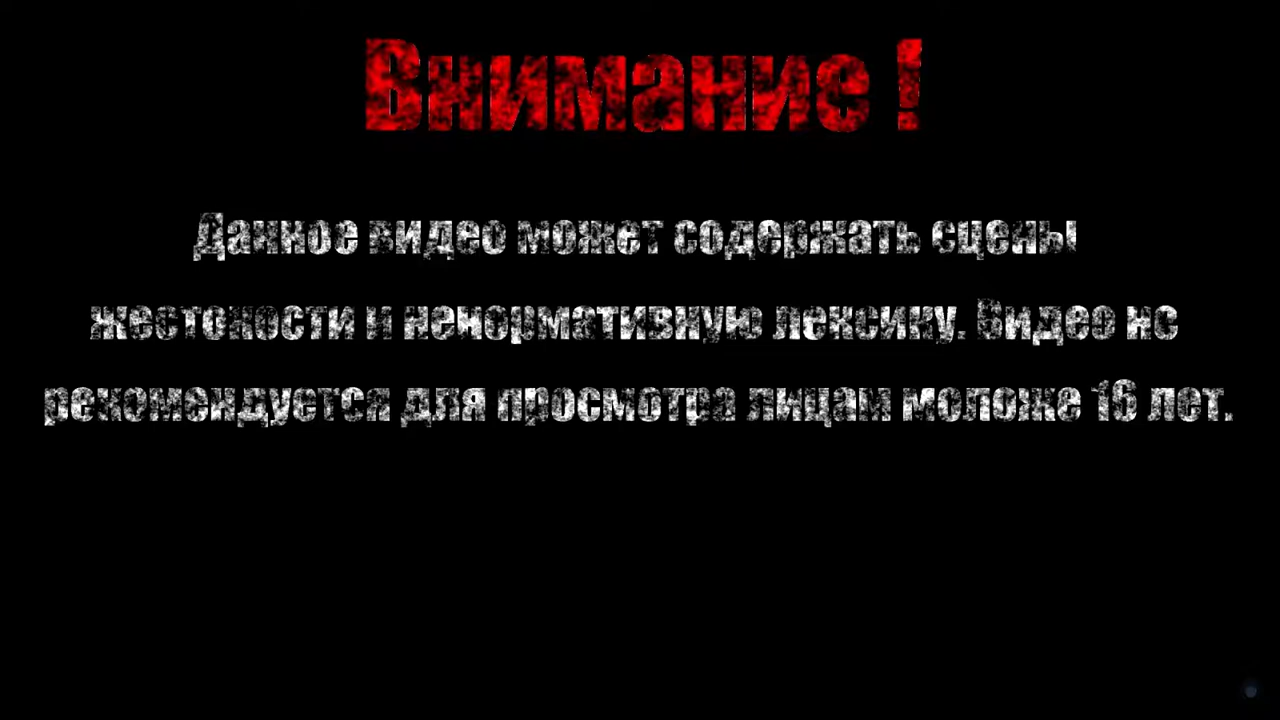 Внимание !
Данное видео может содержать сцены
жестокости и ненормативную лексику. Видео не
рекомендуется для просмотра лицам моложе 16 лет.